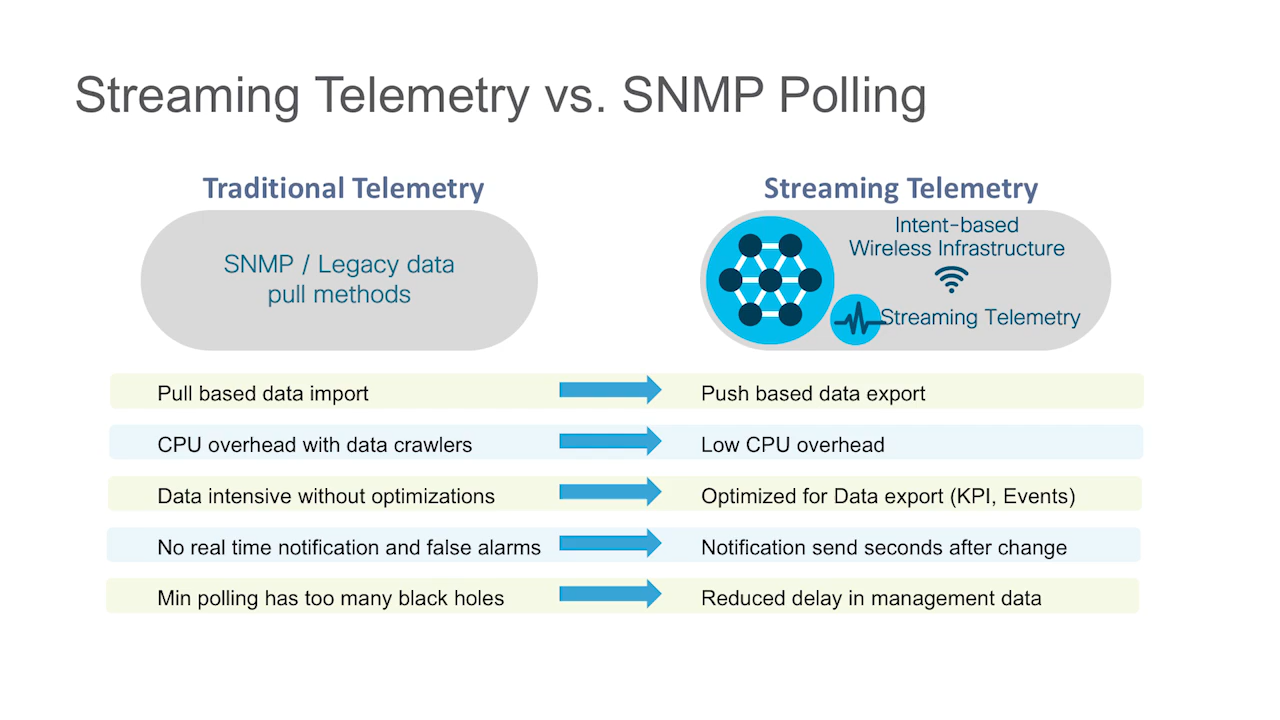 Streaming Telemetry vs. SNMP Polling
Traditional Telemetry
Streaming Telemetry
SNMP / Legacy data
pull methods
Intent-based
Wireless Infrastructure
Streaming Telemetry
Pull based data import
Push based data export
CPU overhead with data crawlers
Low CPU overhead
Data intensive without optimizations
Optimized for Data export (KPI, Events)
No real time notification and false alarms
Notification send seconds after change
Min polling has too many black holes
Reduced delay in management data